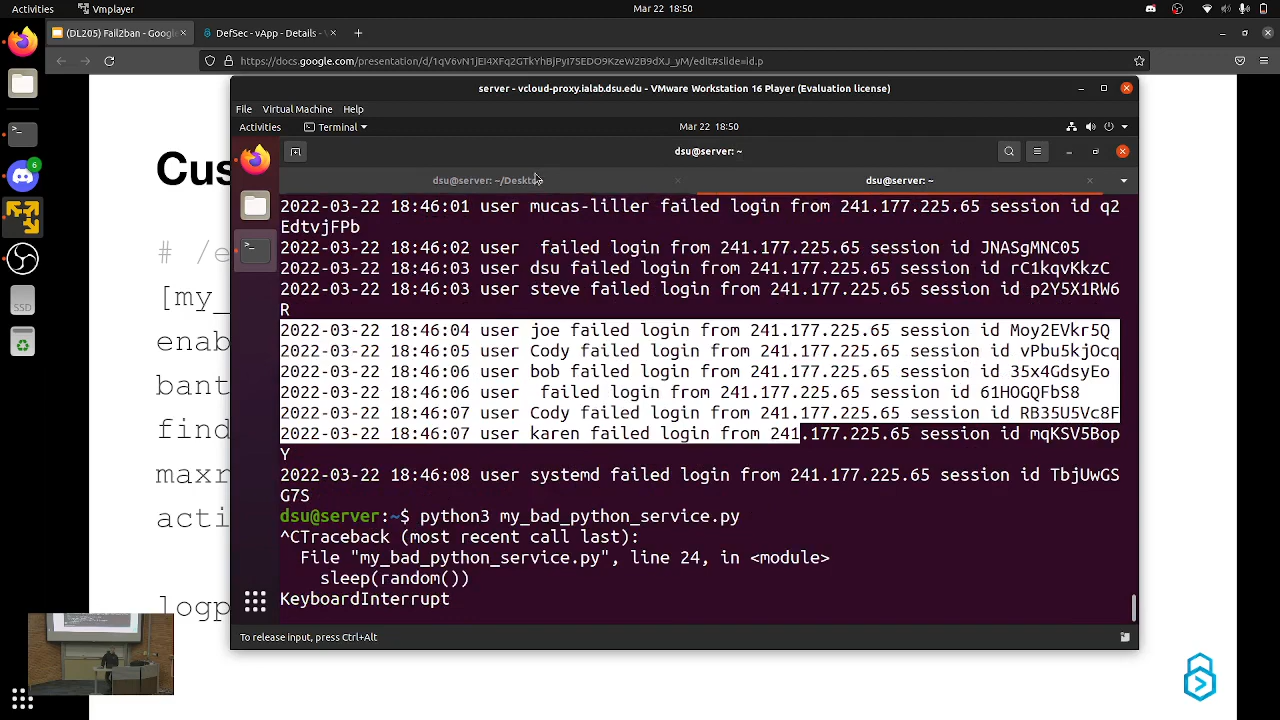 Activities Vmplayer Mar 22 18:50
(DL205) Fail2ban - Google DefSec - vApp - Details -
https://docs.google.com/presentation/d/1qV6vN1jEI4XFq2GTkYhBJPyI7SEDO9KzeW2B9dXJ_yM/edit#slide=id.p
server - vcloud-proxy.ialab.dsu.edu - VMware Workstation 16 Player (Evaluation license)
File Virtual Machine Help
Activities Terminal Mar 22 18:50
dsu@server: ~
dsu@server: ~/Deskto dsu@server: ~
Cus
# /e
[my_
enab
bant
find
maxr
acti
logp
2022-03-22 18:46:01 user mucas-liller failed login from 241.177.225.65 session id q2
EdtvjFPb
2022-03-22 18:46:02 user  failed login from 241.177.225.65 session id JNASgMNC05
2022-03-22 18:46:03 user dsu failed login from 241.177.225.65 session id rC1kqvKkzC
2022-03-22 18:46:03 user steve failed login from 241.177.225.65 session id p2Y5X1RW6
R
2022-03-22 18:46:04 user joe failed login from 241.177.225.65 session id Moy2EVkr5Q
2022-03-22 18:46:05 user Cody failed login from 241.177.225.65 session id vPbu5kjOcq
2022-03-22 18:46:06 user bob failed login from 241.177.225.65 session id 35x4GdsyEo
2022-03-22 18:46:06 user  failed login from 241.177.225.65 session id 61HOGQFbS8
2022-03-22 18:46:07 user Cody failed login from 241.177.225.65 session id RB35U5Vc8F
2022-03-22 18:46:07 user karen failed login from 241.177.225.65 session id mqKSV5Bop
Y
2022-03-22 18:46:08 user systemd failed login from 241.177.225.65 session id TbjUwGS
G7S
dsu@server:~$ python3 my_bad_python_service.py
^CTraceback (most recent call last):
  File "my_bad_python_service.py", line 24, in <module>
    sleep(random())
KeyboardInterrupt
To release input, press Ctrl+Alt
6
SSD